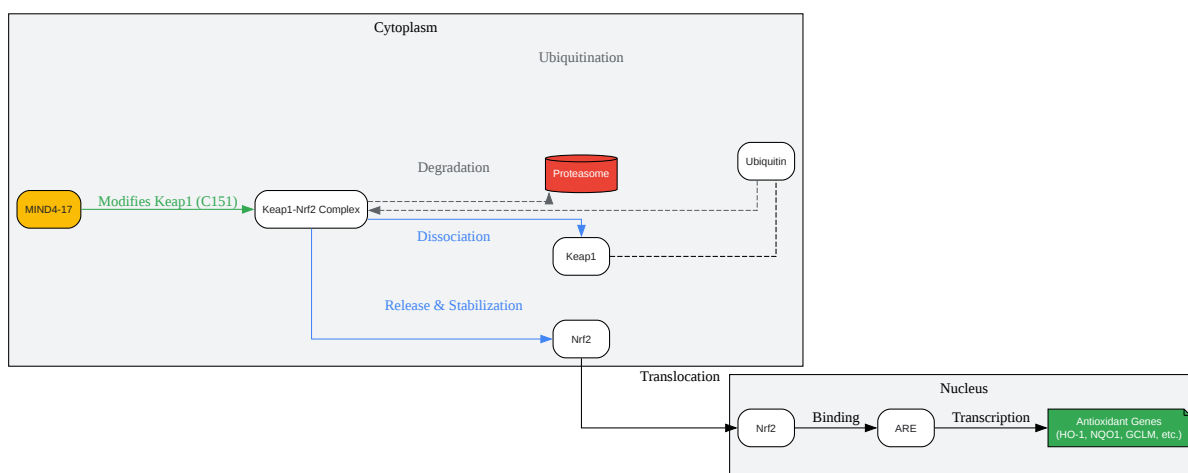 Cytoplasm
Ubiquitination
Degradation
Proteasome
Ubiquitin
MIND4-17
Modifies Keap1 (C151)
Keap1-Nrf2 Complex
Dissociation
Keap1
Release & Stabilization
Nrf2
Translocation
Nucleus
Nrf2
Binding
ARE
Transcription
Antioxidant Genes
(HO-1, NQO1, GCLM, etc.)